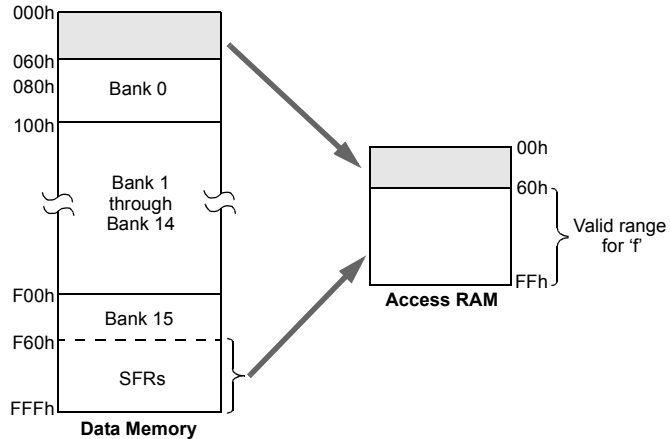 000h
060h
080h
Bank 0
100h
Bank 1
through
Bank 14
F00h
Bank 15
F60h
SFRs
FFFh
Data Memory
00h
60h
Valid range
for ‘f’
FFh
Access RAM